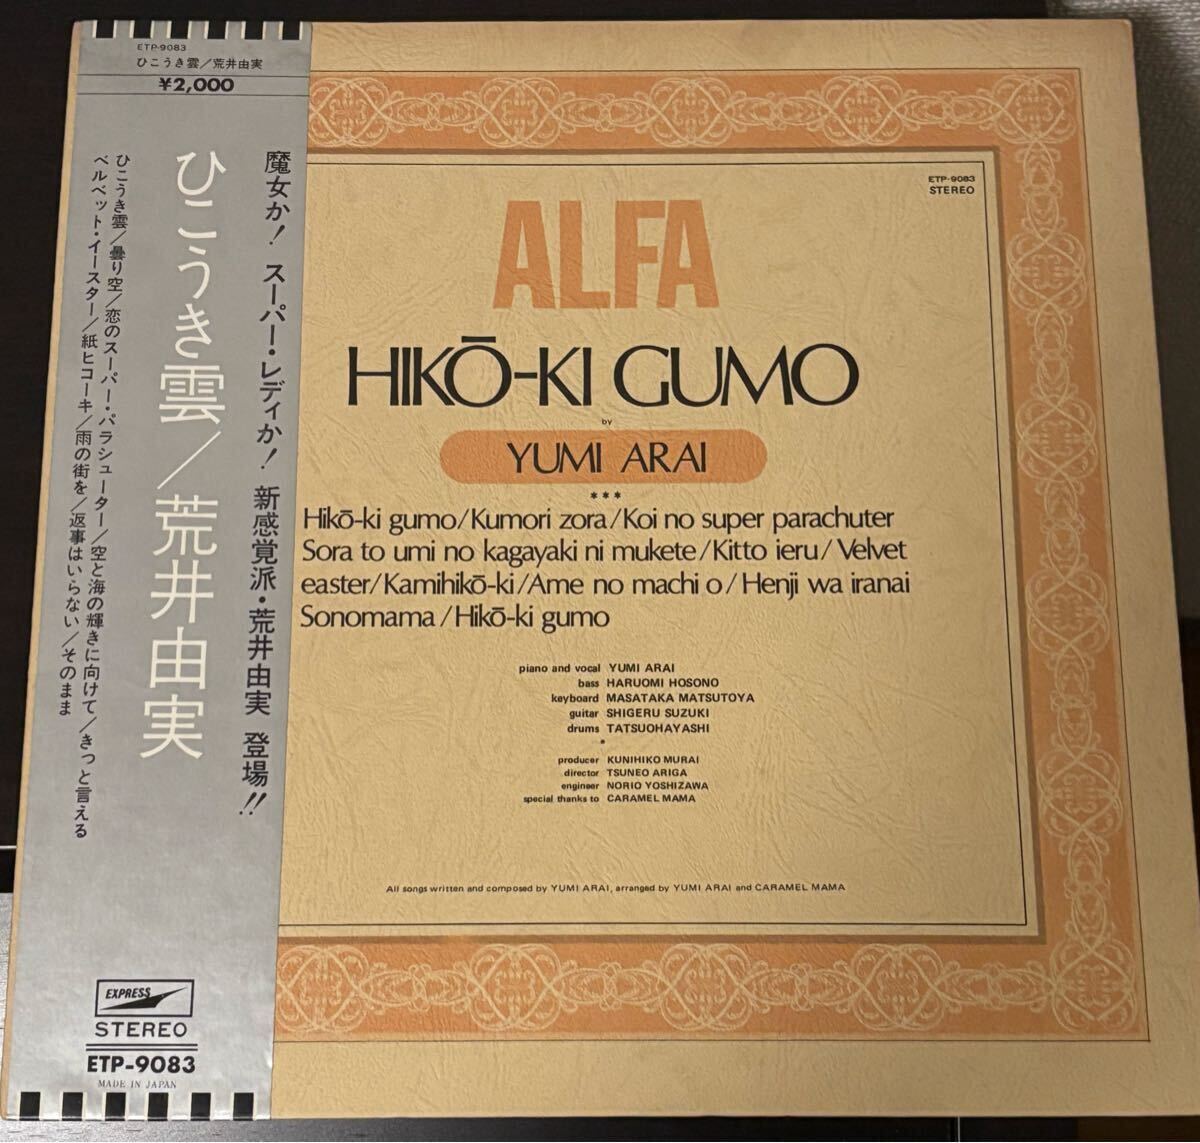 ETP-9083
ひこうき雲/荒井由実
¥2,000
魔女か! スーパー・レディか! 新感覚派・荒井由実 登場!!
ひこうき雲/荒井由実
ひこうき雲/曇り空/恋のスーパー・パラシューター/空と海の輝きに向けて/きっと言える
ベルベット・イースター/紙ヒコーキ/雨の街を/返事はいらない/そのまま
EXPRESS
STEREO
ETP-9083
MADE IN JAPAN
ETP-9083
STEREO
ALFA
HIKŌ-KI GUMO
by
YUMI ARAI
***
Hikō-ki gumo/Kumori zora/Koi no super parachuter
Sora to umi no kagayaki ni mukete/Kitto ieru/Velvet
easter/Kamihikō-ki/Ame no machi o/Henji wa iranai
Sonomama/Hikō-ki gumo
piano and vocal YUMI ARAI
bass HARUOMI HOSONO
keyboard MASATAKA MATSUTOYA
guitar SHIGERU SUZUKI
drums TATSUOHAYASHI
*
producer KUNIHIKO MURAI
director TSUNEO ARIGA
engineer NORIO YOSHIZAWA
special thanks to CARAMEL MAMA
All songs written and composed by YUMI ARAI, arranged by YUMI ARAI and CARAMEL MAMA